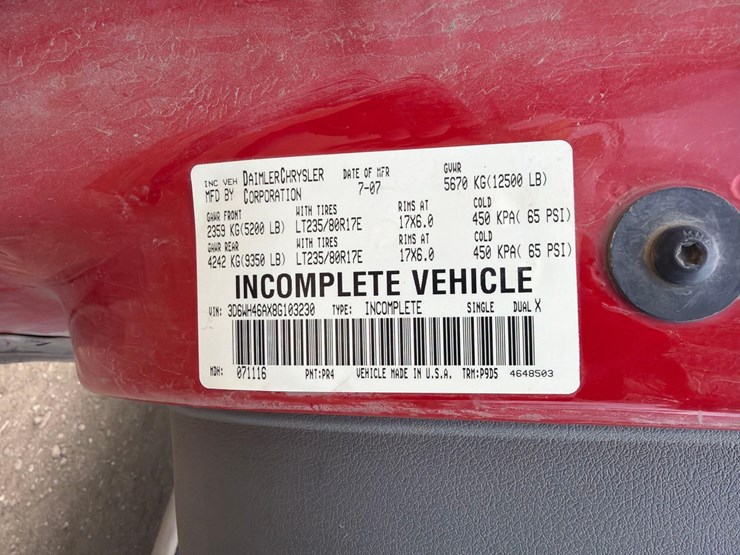 INC VEH DAIMLERCHRYSLER DATE OF MFR GVWR
MFD BY CORPORATION 7-07 5670 KG(12500 LB)
GAWR FRONT WITH TIRES RIMS AT COLD
2359 KG(5200 LB) LT235/80R17E 17X6.0 450 KPA( 65 PSI)
GAWR REAR WITH TIRES RIMS AT COLD
4242 KG(9350 LB) LT235/80R17E 17X6.0 450 KPA( 65 PSI)
INCOMPLETE VEHICLE
VIN: 3D6WH46AX8G103230 TYPE: INCOMPLETE SINGLE DUAL X
MDH: 071116 PNT:PR4 VEHICLE MADE IN U.S.A. TRM:P9D5 4648503